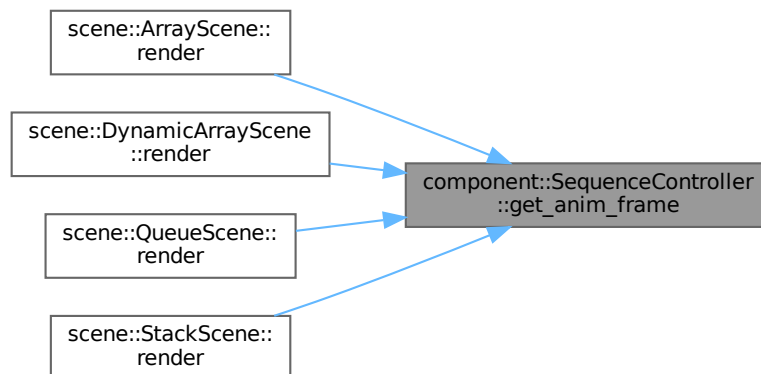 scene::ArrayScene::
render
scene::DynamicArrayScene
::render
scene::QueueScene::
render
scene::StackScene::
render
component::SequenceController
::get_anim_frame